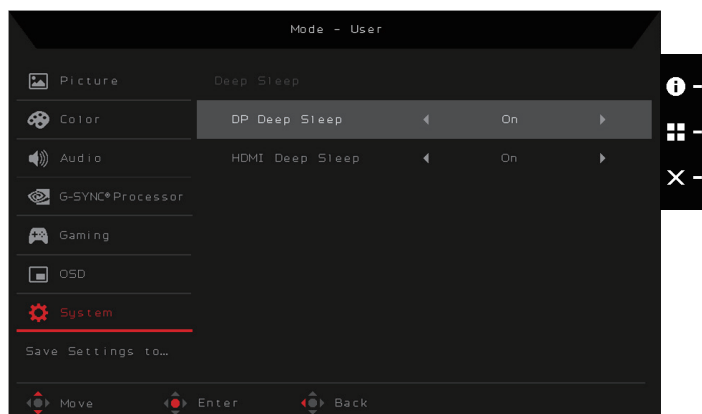 Mode - User
Picture
Deep Sleep
Color
DP Deep Sleep
On
Audio
HDMI Deep Sleep
On
G-SYNC® Processor
Gaming
OSD
System
Save Settings to…
Move
Enter
Back